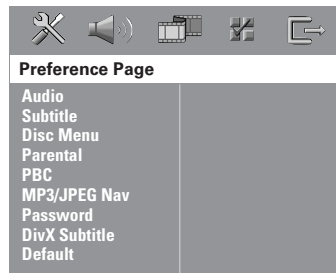 Preference Page
Audio
Subtitle
Disc Menu
Parental
PBC
MP3/JPEG Nav
Password
DivX Subtitle
Default